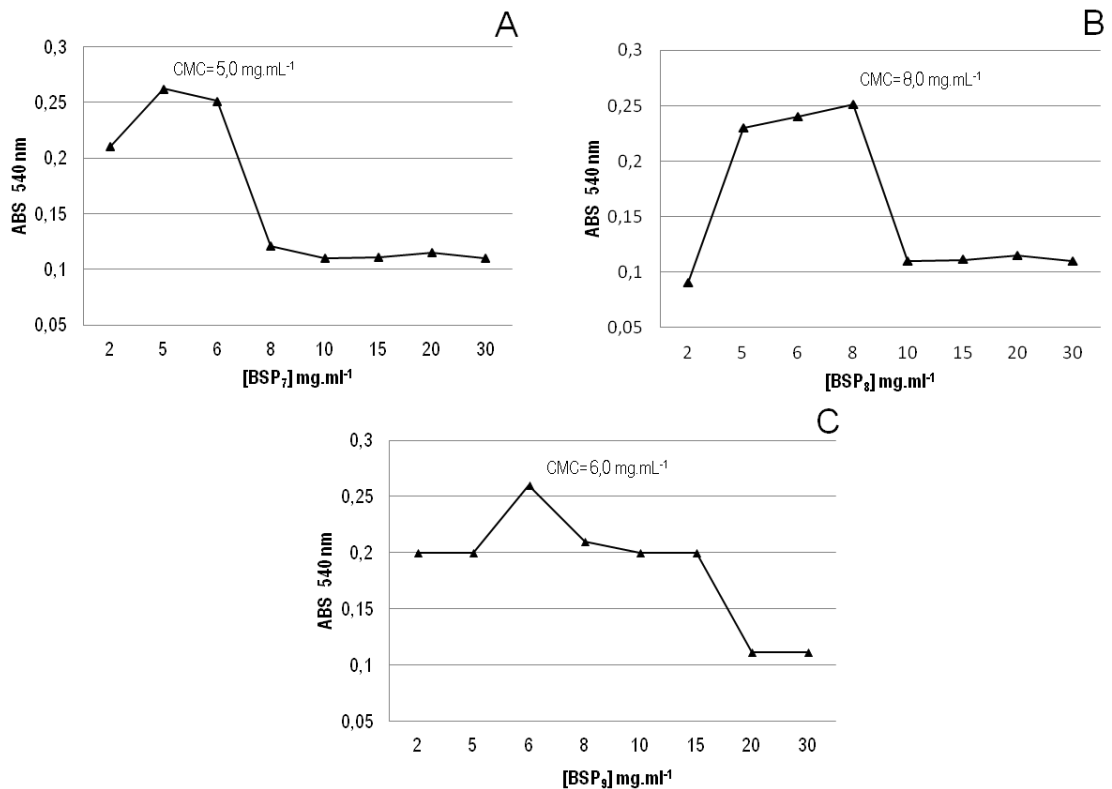 A
CMC=5,0 mg.mL⁻¹
ABS 540 nm
0,3
0,25
0,2
0,15
0,1
0,05
2 5 6 8 10 15 20 30
[BSP₇] mg.ml⁻¹
B
CMC=8,0 mg.mL⁻¹
ABS 540 nm
0,3
0,25
0,2
0,15
0,1
0,05
2 5 6 8 10 15 20 30
[BSP₈] mg.ml⁻¹
C
CMC=6,0 mg.mL⁻¹
ABS 540 nm
0,3
0,25
0,2
0,15
0,1
0,05
2 5 6 8 10 15 20 30
[BSP₉] mg.ml⁻¹